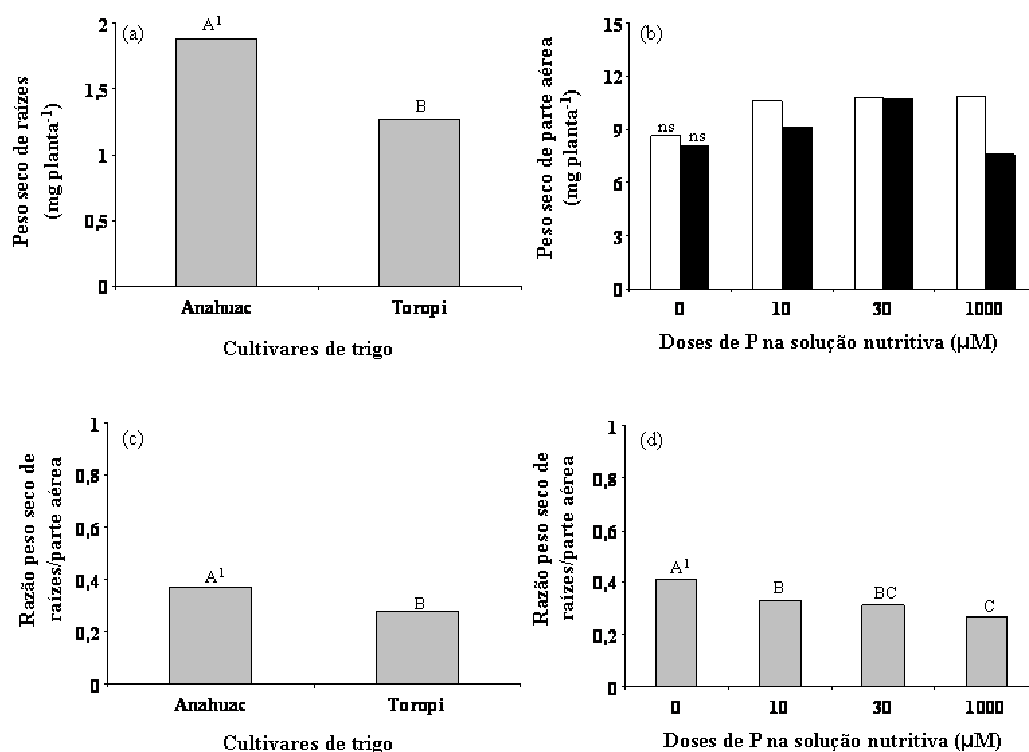 (a)
Peso seco de raízes
(mg planta⁻¹)
2
1,5
1
0,5
0
A¹
B
Anahuac
Toropi
Cultivares de trigo
(b)
Peso seco de parte aérea
(mg planta⁻¹)
15
12
9
6
3
0
ns
ns
0
10
30
1000
Doses de P na solução nutritiva (µM)
(c)
Razão peso seco de
raízes/parte aérea
1
0,8
0,6
0,4
0,2
0
A¹
B
Anahuac
Toropi
Cultivares de trigo
(d)
Razão peso seco de
raízes/parte aérea
1
0,8
0,6
0,4
0,2
0
A¹
B
BC
C
0
10
30
1000
Doses de P na solução nutritiva (µM)